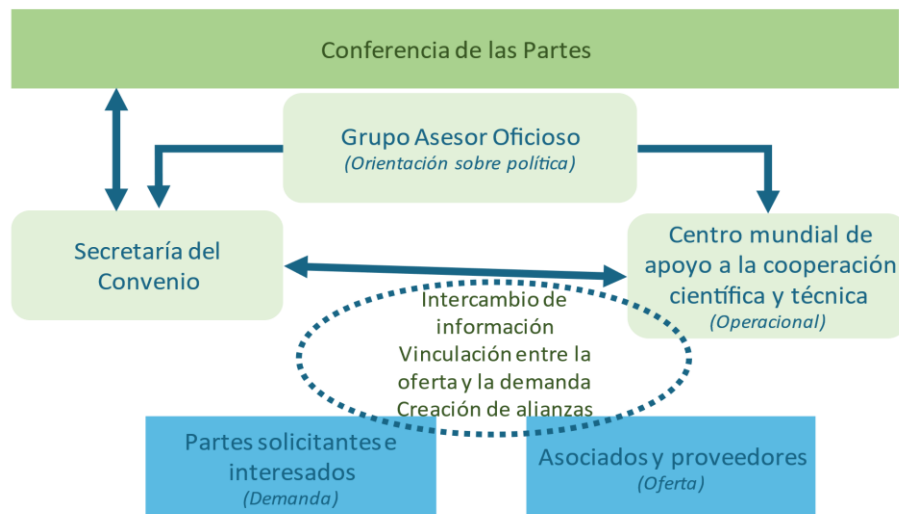 Conferencia de las Partes
Grupo Asesor Oficioso
(Orientación sobre política)
Secretaría del
Convenio
Centro mundial de
apoyo a la cooperación
científica y técnica
(Operacional)
Intercambio de
información
Vinculación entre la
oferta y la demanda
Creación de alianzas
Partes solicitantes e
interesados
(Demanda)
Asociados y proveedores
(Oferta)